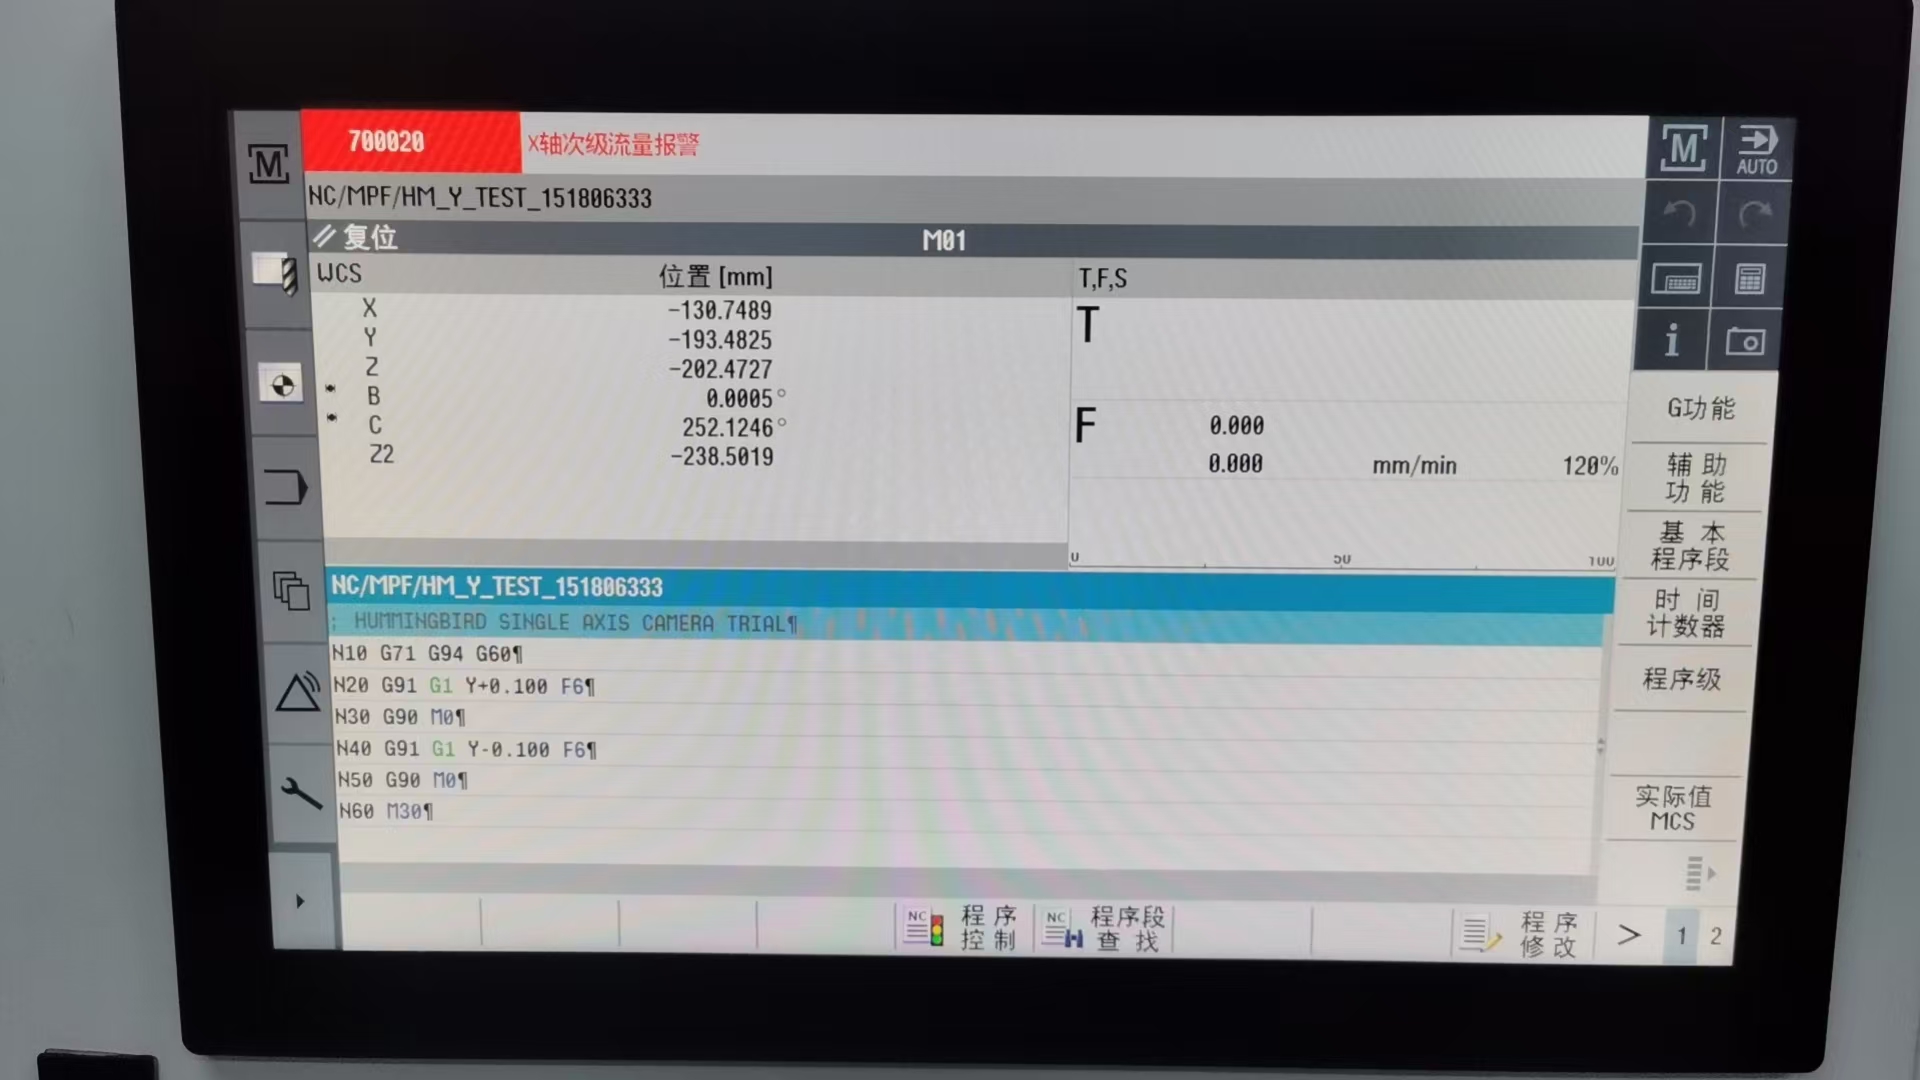 700020 X轴次级流量报警
M AUTO
NC/MPF/HM_Y_TEST_151806333
复位 M01
WCS 位置 [mm] T,F,S
X -130.7489
Y -193.4825
Z -202.4727
B 0.0005°
C 252.1246°
Z2 -238.5019
T
F 0.000
0.000 mm/min 120%
0 50 100
NC/MPF/HM_Y_TEST_151806333
; HUMMINGBIRD SINGLE AXIS CAMERA TRIAL¶
N10 G71 G94 G60¶
N20 G91 G1 Y+0.100 F6¶
N30 G90 M0¶
N40 G91 G1 Y-0.100 F6¶
N50 G90 M0¶
N60 M30¶
G功能
辅助
功能
基本
程序段
时间
计数器
程序级
实际值
MCS
NC 程序
控制
NC 程序段
查找
程序
修改
> 1 2
M
i